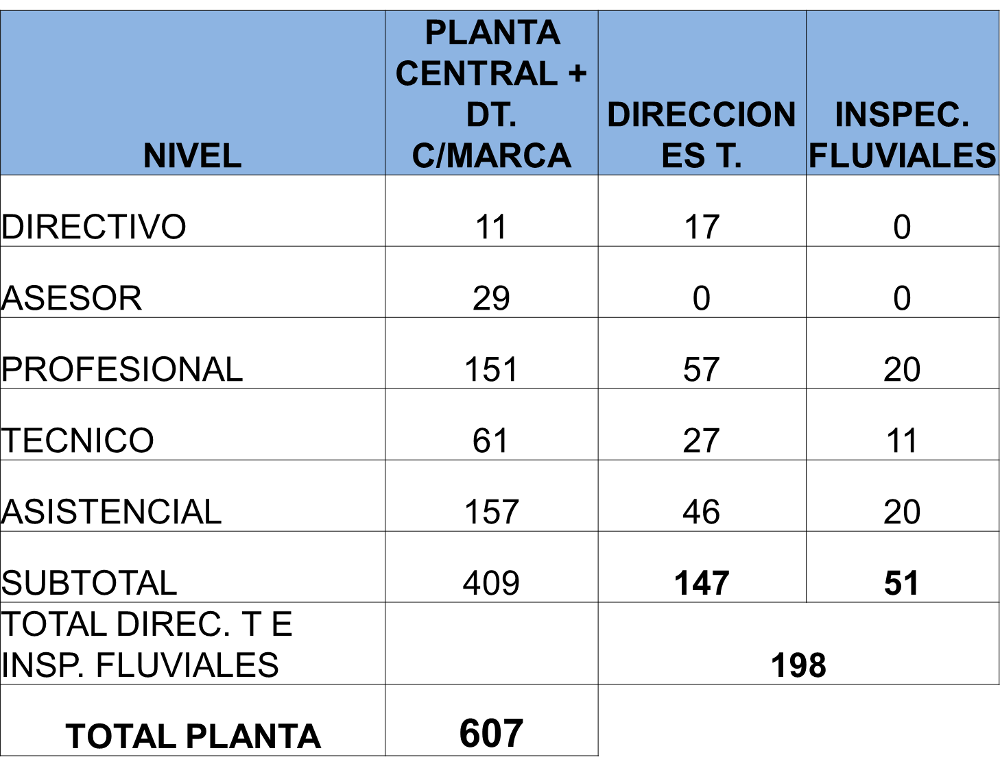 NIVEL
PLANTA
CENTRAL +
DT.
C/MARCA
DIRECCION
ES T.
INSPEC.
FLUVIALES
DIRECTIVO 11 17 0
ASESOR 29 0 0
PROFESIONAL 151 57 20
TECNICO 61 27 11
ASISTENCIAL 157 46 20
SUBTOTAL 409 147 51
TOTAL DIREC. T E
INSP. FLUVIALES 198
TOTAL PLANTA 607